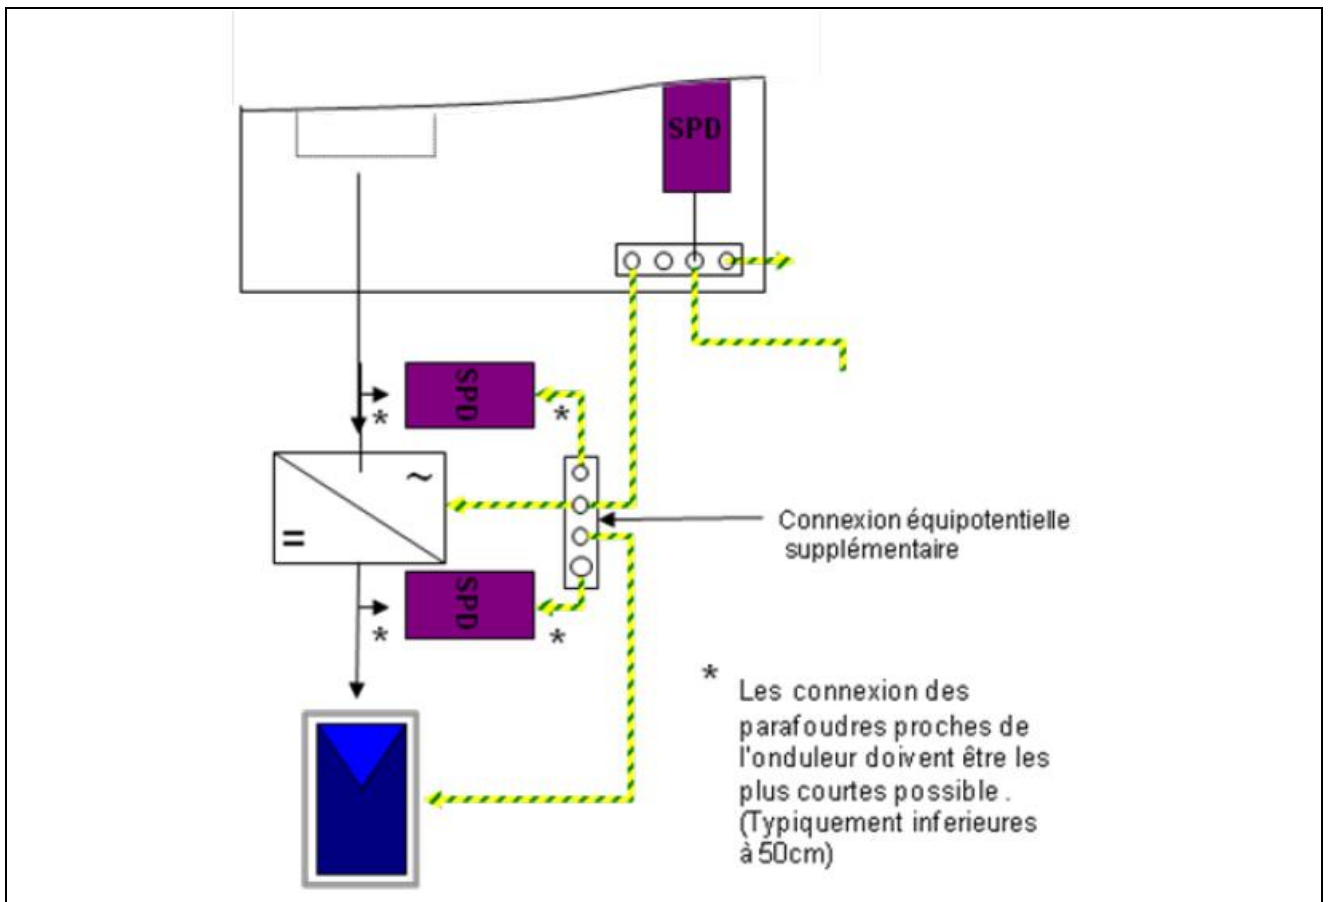 SPD
SPD
*
*
~
=
Connexion équipotentielle
supplémentaire
SPD
*
*
*
Les connexion des
parafoudres proches de
l'onduleur doivent être les
plus courtes possible .
(Typiquement inferieures
à 50cm)